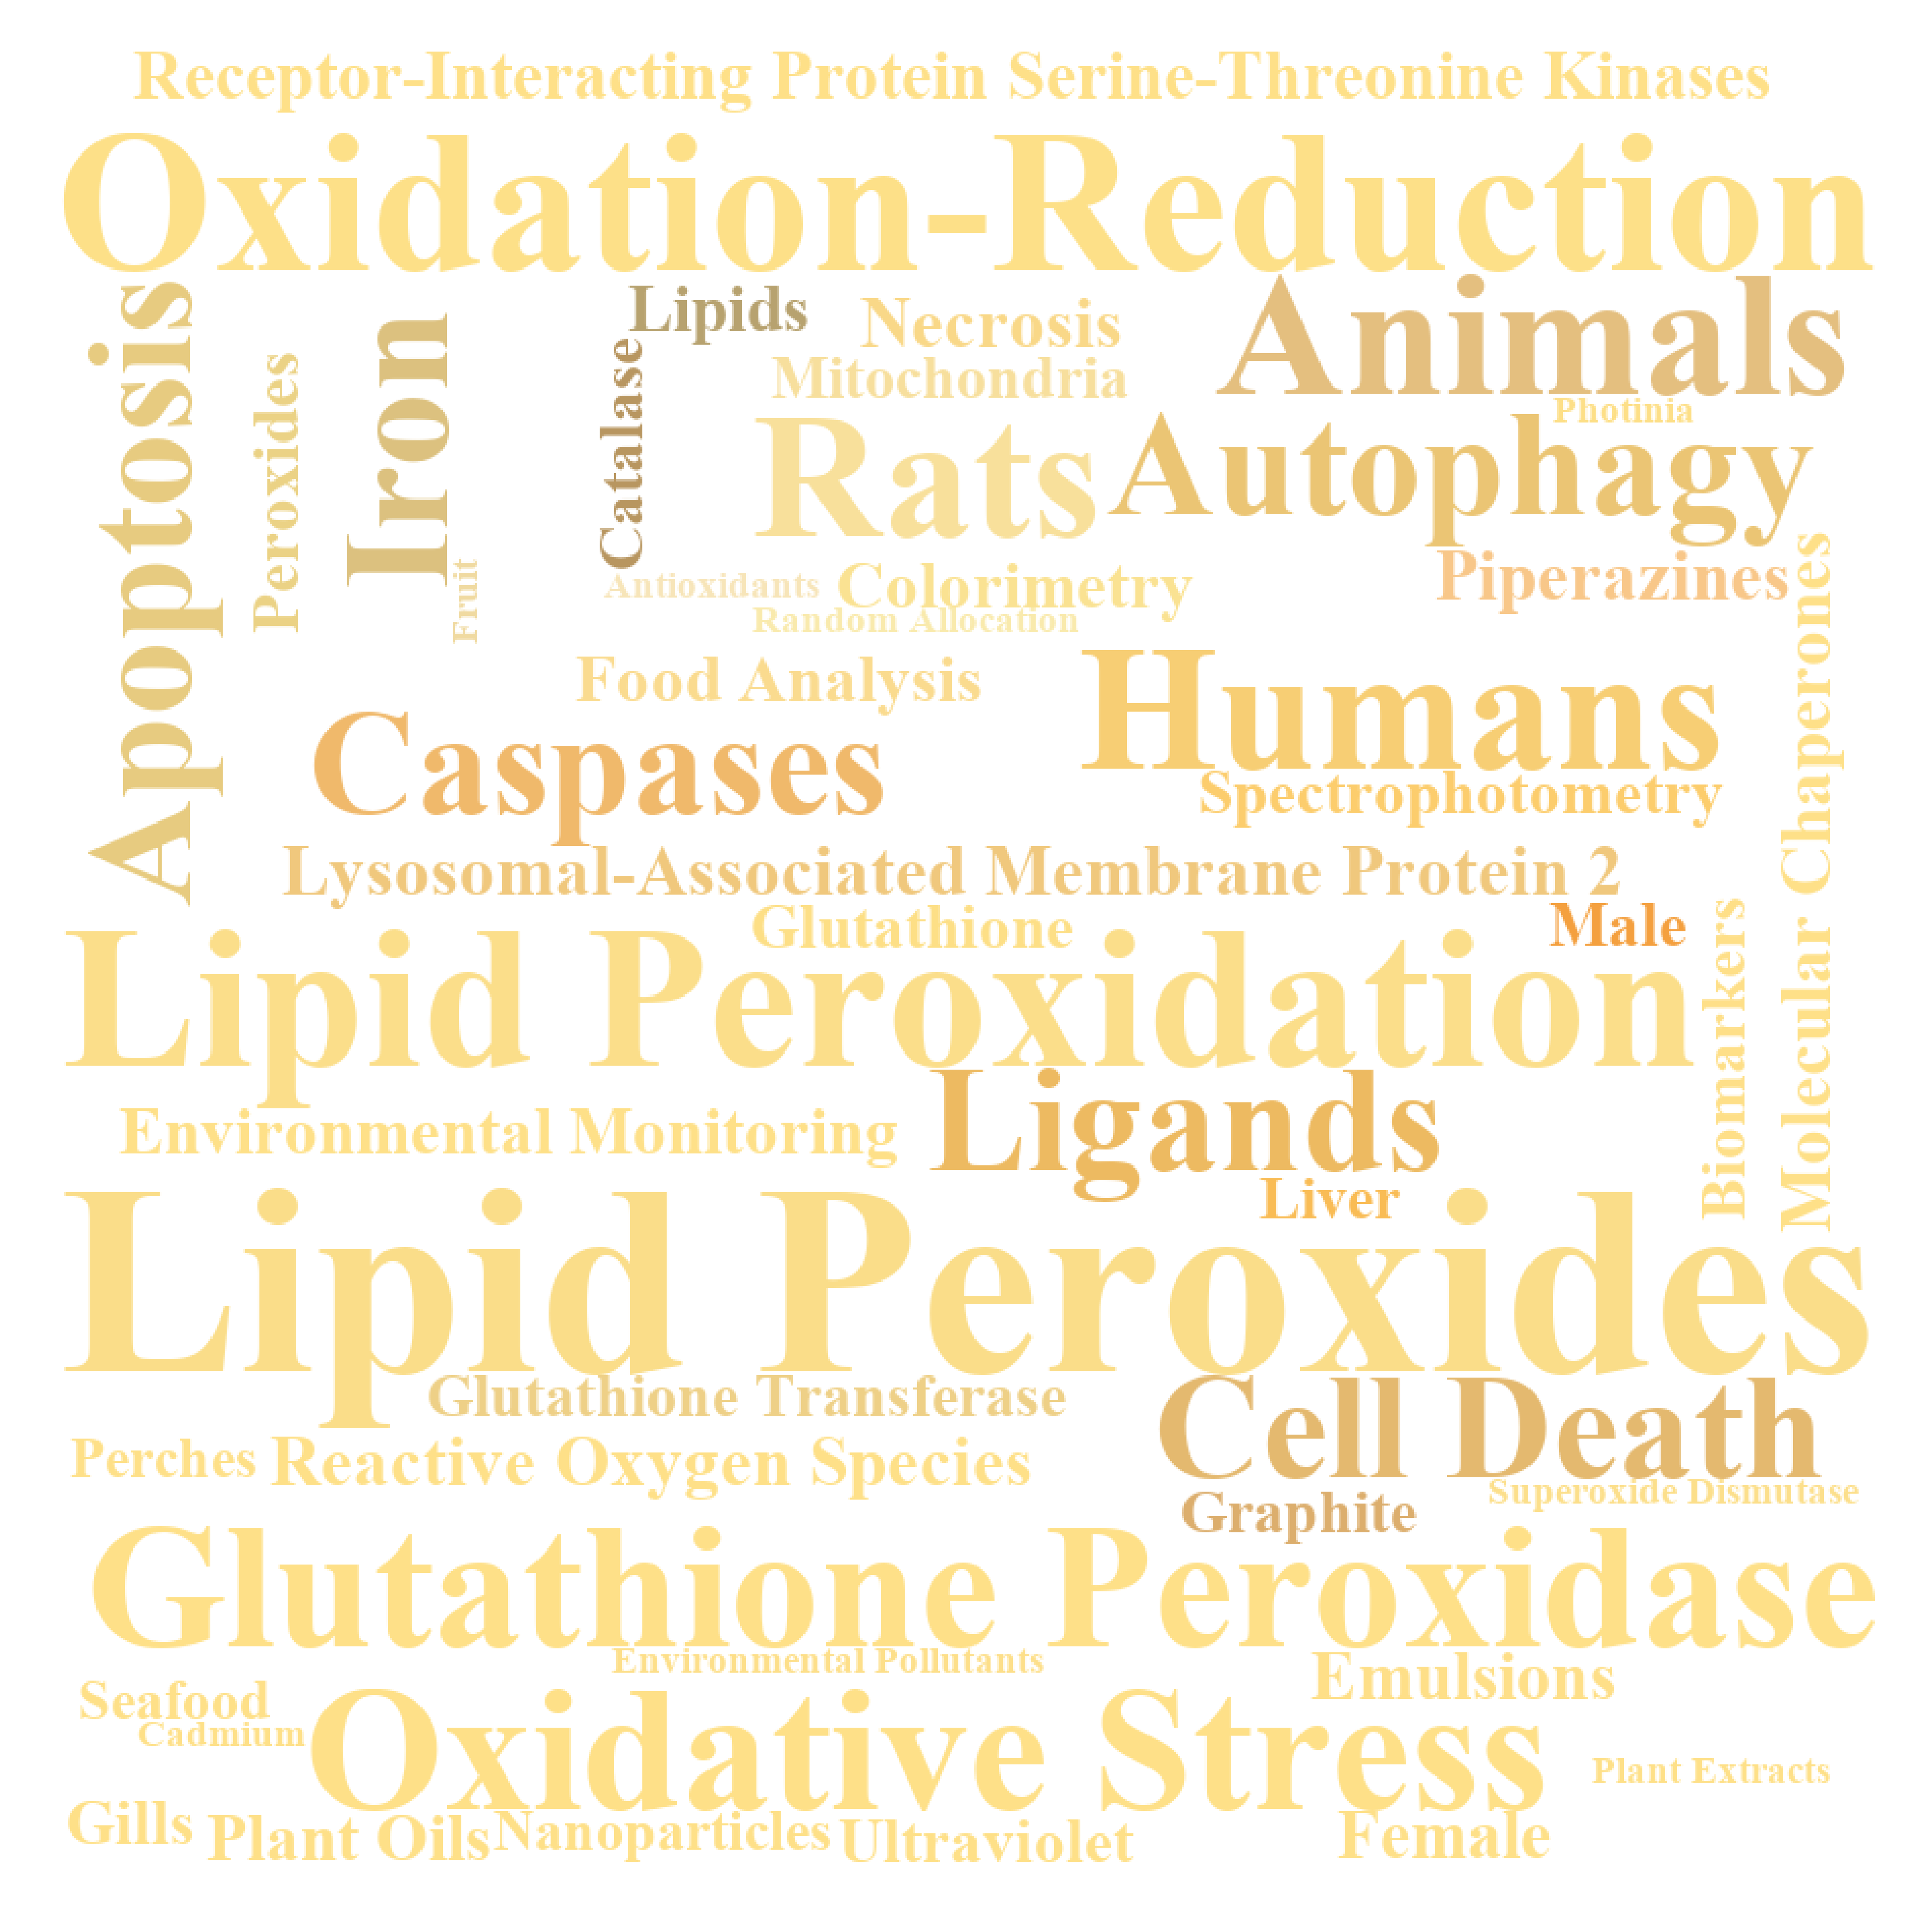 Receptor-Interacting Protein Serine-Threonine Kinases
Oxidation-Reduction
Apoptosis
Peroxides
Iron
Fruit
Lipids
Catalase
Necrosis
Mitochondria
Animals
Photinia
Rats
Autophagy
Antioxidants
Colorimetry
Random Allocation
Piperazines
Molecular Chaperones
Food Analysis
Humans
Caspases
Spectrophotometry
Lysosomal-Associated Membrane Protein 2
Glutathione
Male
Biomarkers
Lipid Peroxidation
Ligands
Environmental Monitoring
Liver
Lipid Peroxides
Glutathione Transferase
Cell Death
Perches
Reactive Oxygen Species
Superoxide Dismutase
Graphite
Glutathione Peroxidase
Environmental Pollutants
Emulsions
Seafood
Cadmium
Oxidative Stress
Plant Extracts
Gills
Plant Oils
Nanoparticles
Ultraviolet
Female